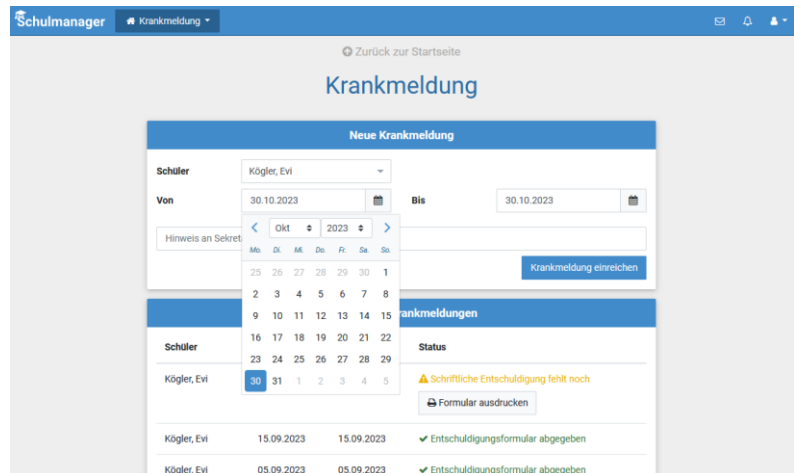 Schulmanager Krankmeldung
Zurück zur Startseite
Krankmeldung
Neue Krankmeldung
Schüler Kögler, Evi
Von 30.10.2023 Bis 30.10.2023
Okt 2023
Hinweis an Sekret
Mo. Di. Mi. Do. Fr. Sa. So.
25 26 27 28 29 30 1
Krankmeldung einreichen
2 3 4 5 6 7 8
9 10 11 12 13 14 15
rankmeldungen
16 17 18 19 20 21 22
Schüler Status
23 24 25 26 27 28 29
Kögler, Evi 30 31 1 2 3 4 5 Schriftliche Entschuldigung fehlt noch
Formular ausdrucken
Kögler, Evi 15.09.2023 15.09.2023 Entschuldigungsformular abgegeben
Kögler, Evi 05.09.2023 05.09.2023 Entschuldigungsformular abgegeben